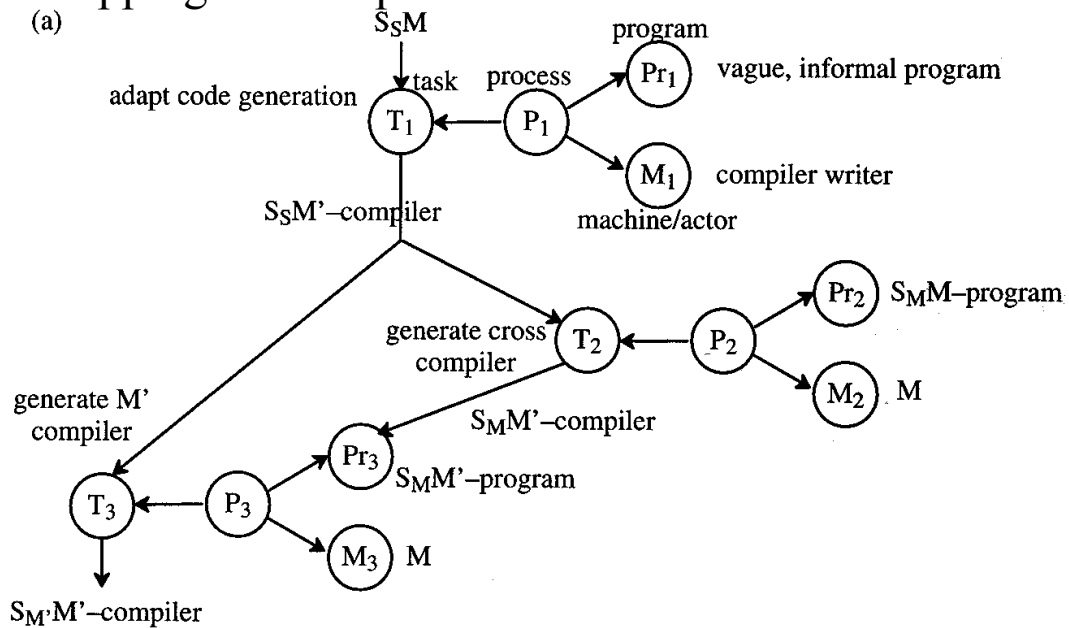 (a)
SSM
program
adapt code generation
task
process
Pr1
vague, informal program
T1
P1
M1
compiler writer
SSM'–compiler
machine/actor
Pr2
SMM–program
generate cross
compiler
T2
P2
M2
M
generate M'
compiler
SMM'–compiler
Pr3
SMM'–program
T3
P3
M3
M
SM'M'–compiler